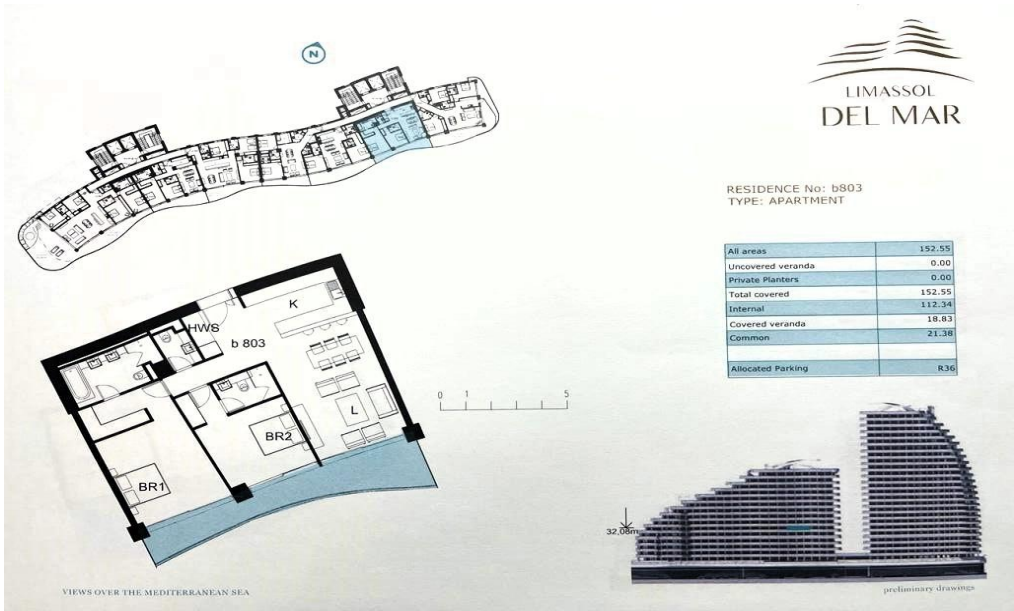 N
LIMASSOL
DEL MAR
RESIDENCE No: b803
TYPE: APARTMENT
All areas 152.55
Uncovered veranda 0.00
Private Planters 0.00
Total covered 152.55
Internal 112.34
Covered veranda 18.83
Common 21.38
Allocated Parking R36
K
HWS
b 803
L
BR2
BR1
0 1 5
32,08m
VIEWS OVER THE MEDITERRANEAN SEA
preliminary drawings